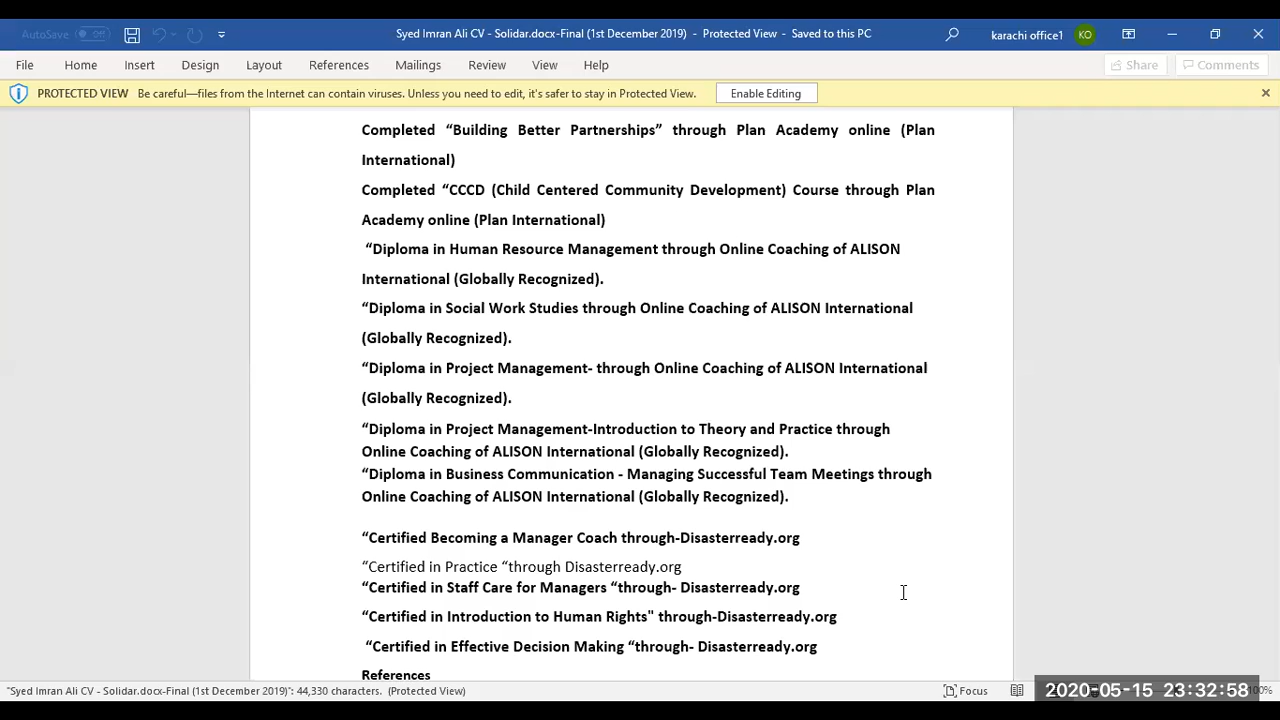 AutoSave Off
Syed Imran Ali CV - Solidar.docx-Final (1st December 2019) - Protected View - Saved to this PC
karachi office1 KO
File Home Insert Design Layout References Mailings Review View Help Share Comments
PROTECTED VIEW Be careful—files from the Internet can contain viruses. Unless you need to edit, it's safer to stay in Protected View. Enable Editing
Completed “Building Better Partnerships” through Plan Academy online (Plan
International)
Completed “CCCD (Child Centered Community Development) Course through Plan
Academy online (Plan International)
“Diploma in Human Resource Management through Online Coaching of ALISON
International (Globally Recognized).
“Diploma in Social Work Studies through Online Coaching of ALISON International
(Globally Recognized).
“Diploma in Project Management- through Online Coaching of ALISON International
(Globally Recognized).
“Diploma in Project Management-Introduction to Theory and Practice through
Online Coaching of ALISON International (Globally Recognized).
“Diploma in Business Communication - Managing Successful Team Meetings through
Online Coaching of ALISON International (Globally Recognized).
“Certified Becoming a Manager Coach through-Disasterready.org
“Certified in Practice “through Disasterready.org
“Certified in Staff Care for Managers “through- Disasterready.org
“Certified in Introduction to Human Rights" through-Disasterready.org
“Certified in Effective Decision Making “through- Disasterready.org
References
"Syed Imran Ali CV - Solidar.docx-Final (1st December 2019)": 44,330 characters. (Protected View)
Focus
2020-05-15 23:32:58